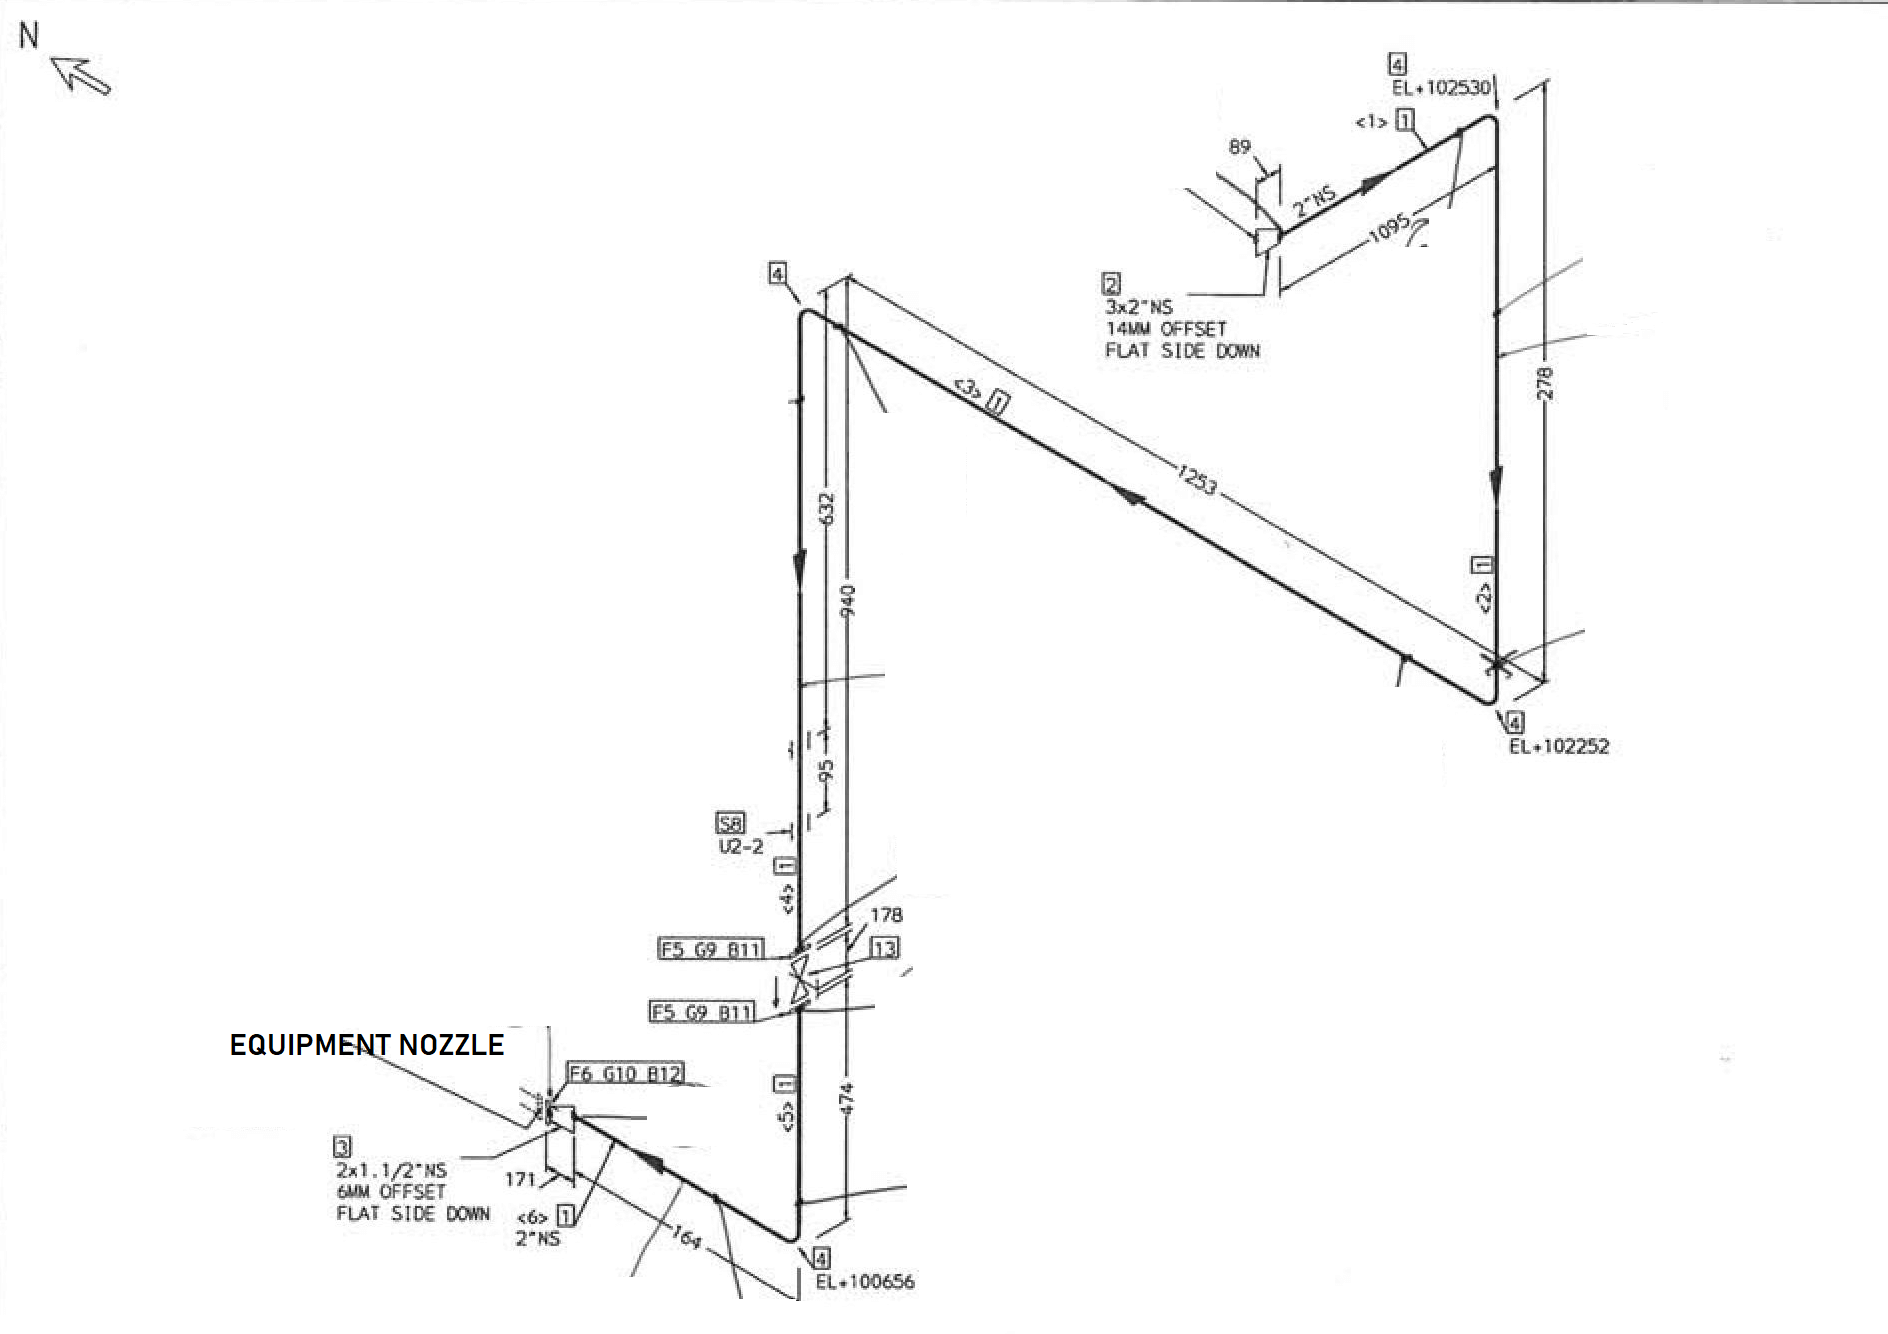 N
4
EL+102530
<1> 1
89
2"NS
1095
2
3x2"NS
14MM OFFSET
FLAT SIDE DOWN
278
4
<3> 1
1253
632
940
<2> 1
4
EL+102252
95
S8
U2-2
<4> 1
178
F5 G9 B11
13
F5 G9 B11
EQUIPMENT NOZZLE
F6 G10 B12
<5> 1
474
3
2x1.1/2"NS
6MM OFFSET
FLAT SIDE DOWN
171
<6> 1
2"NS
164
4
EL+100656